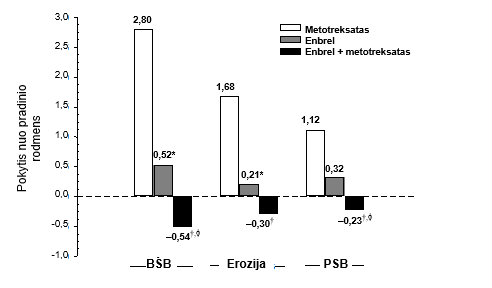 Metotreksatas
Enbrel
Enbrel + metotreksatas
Pokytis nuo pradinio
rodmens
3,0
2,5
2,0
1,5
1,0
0,5
0,0
-0,5
-1,0
2,80
0,52*
–0,54†,ϕ
1,68
0,21*
–0,30†
1,12
0,32
–0,23†,ϕ
BŠB
Erozija
PSB